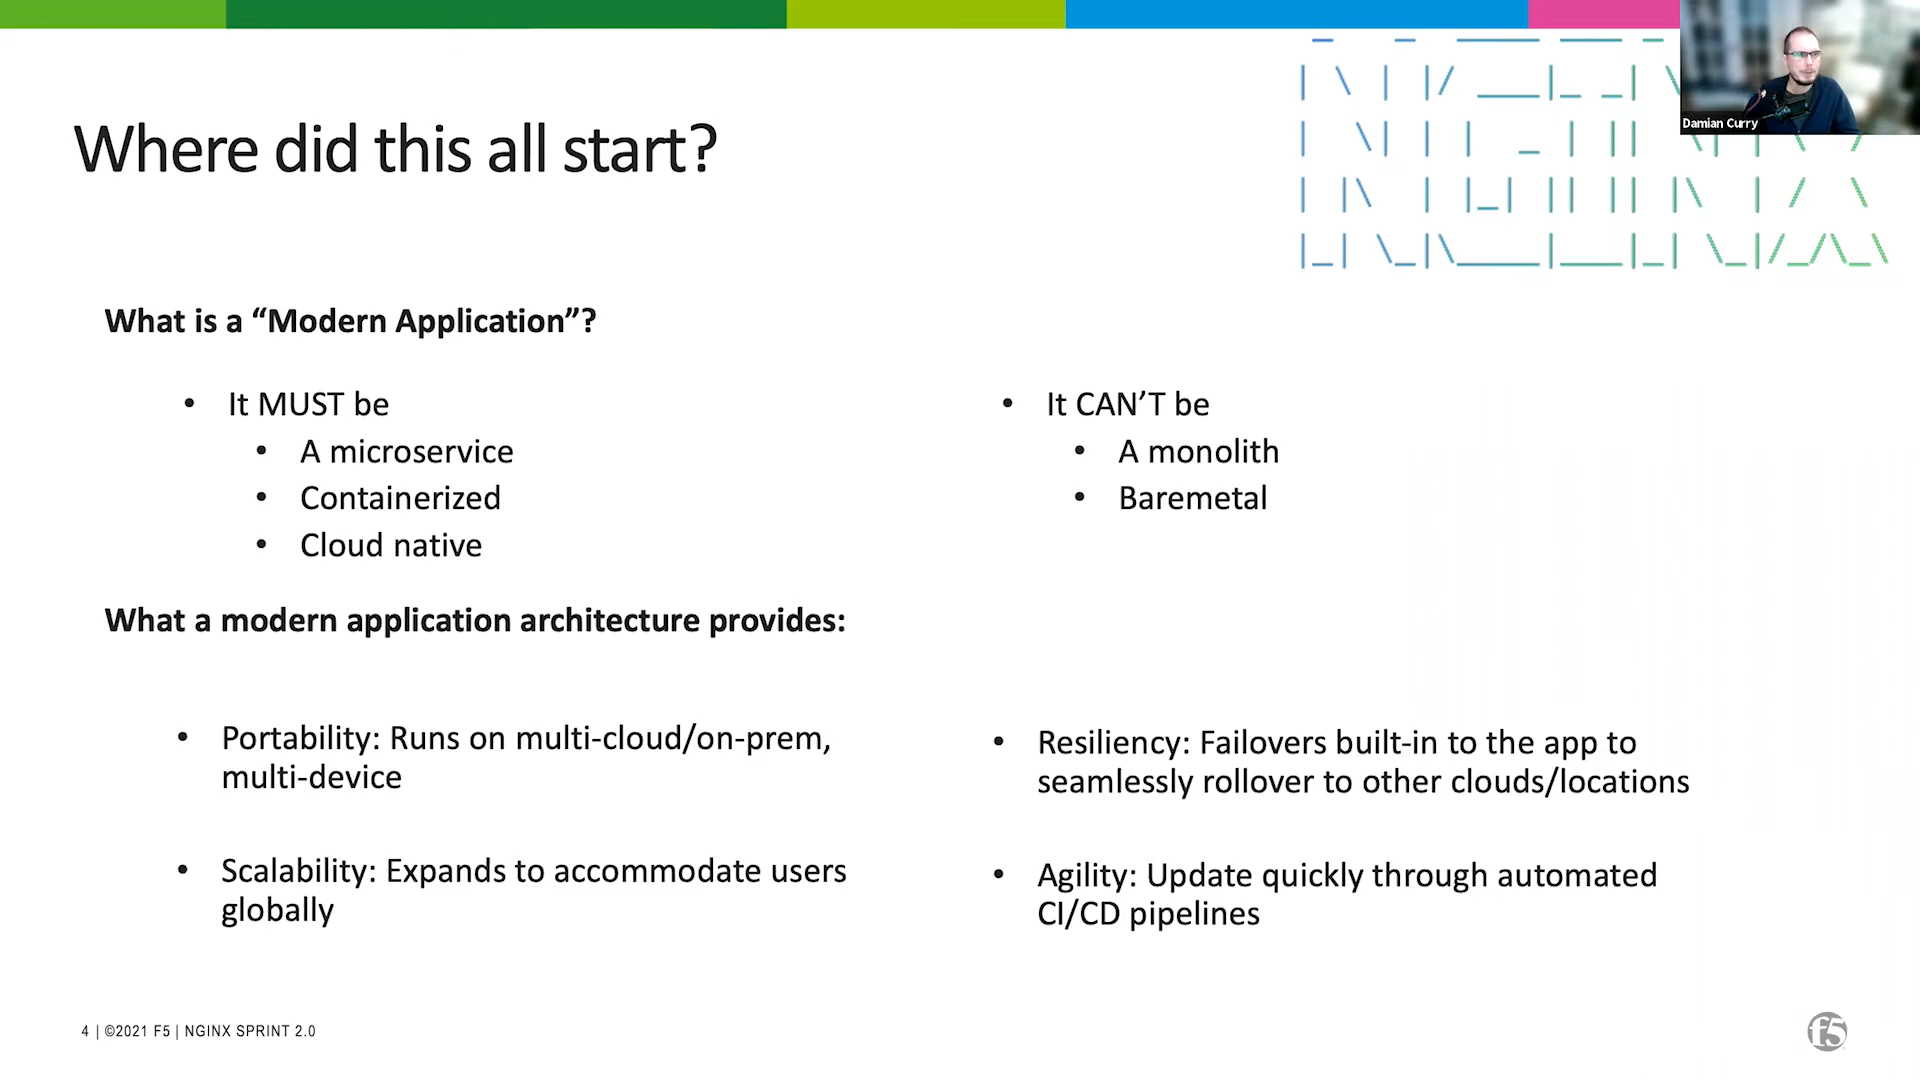 Damian Curry
Where did this all start?
What is a “Modern Application”?
• It MUST be
• A microservice
• Containerized
• Cloud native
• It CAN’T be
• A monolith
• Baremetal
What a modern application architecture provides:
• Portability: Runs on multi-cloud/on-prem,
multi-device
• Scalability: Expands to accommodate users
globally
• Resiliency: Failovers built-in to the app to
seamlessly rollover to other clouds/locations
• Agility: Update quickly through automated
CI/CD pipelines
4 | ©2021 F5 | NGINX SPRINT 2.0
f5